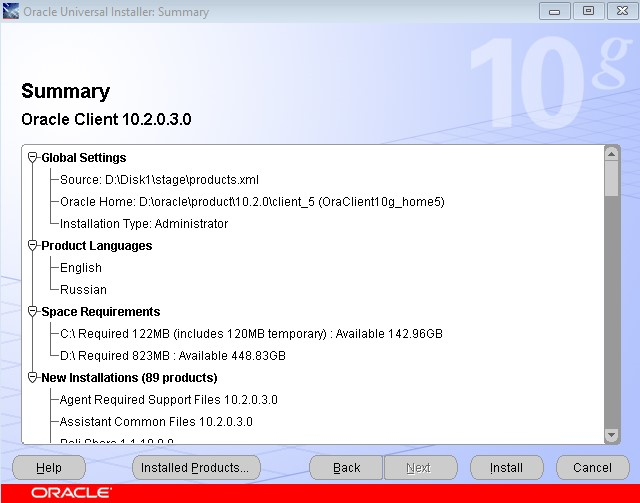 Oracle Universal Installer: Summary
10g
Summary
Oracle Client 10.2.0.3.0
Global Settings
Source: D:\Disk1\stage\products.xml
Oracle Home: D:\oracle\product\10.2.0\client_5 (OraClient10g_home5)
Installation Type: Administrator
Product Languages
English
Russian
Space Requirements
C:\ Required 122MB (includes 120MB temporary) : Available 142.96GB
D:\ Required 823MB : Available 448.83GB
New Installations (89 products)
Agent Required Support Files 10.2.0.3.0
Assistant Common Files 10.2.0.3.0
Help Installed Products... Back Next Install Cancel
ORACLE